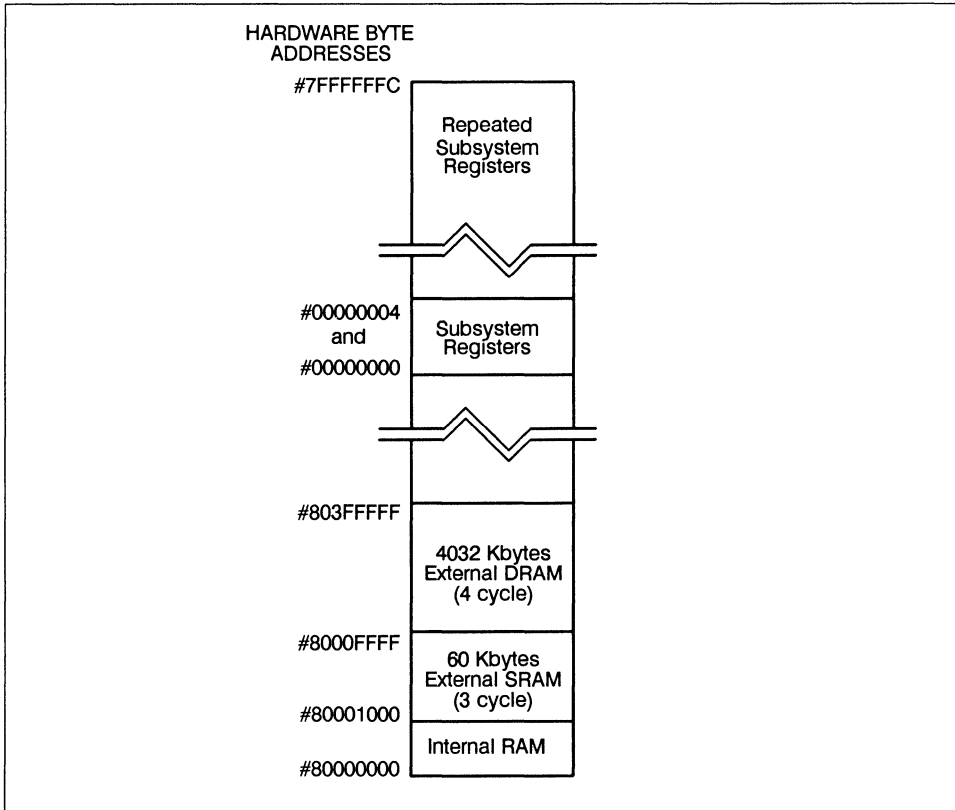 HARDWARE BYTE
ADDRESSES
#7FFFFFFC
Repeated
Subsystem
Registers
#00000004
and
#00000000
Subsystem
Registers
#803FFFFF
4032 Kbytes
External DRAM
(4 cycle)
#8000FFFF
60 Kbytes
External SRAM
(3 cycle)
#80001000
Internal RAM
#80000000